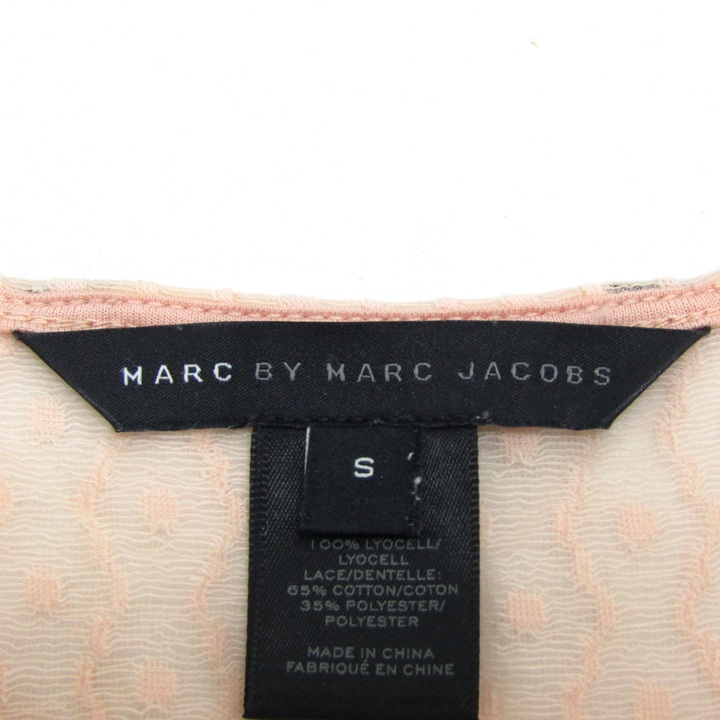 MARC BY MARC JACOBS
S
100% LYOCELL/
LYOCELL
LACE/DENTELLE:
65% COTTON/COTON
35% POLYESTER/
POLYESTER
MADE IN CHINA
FABRIQUÉ EN CHINE